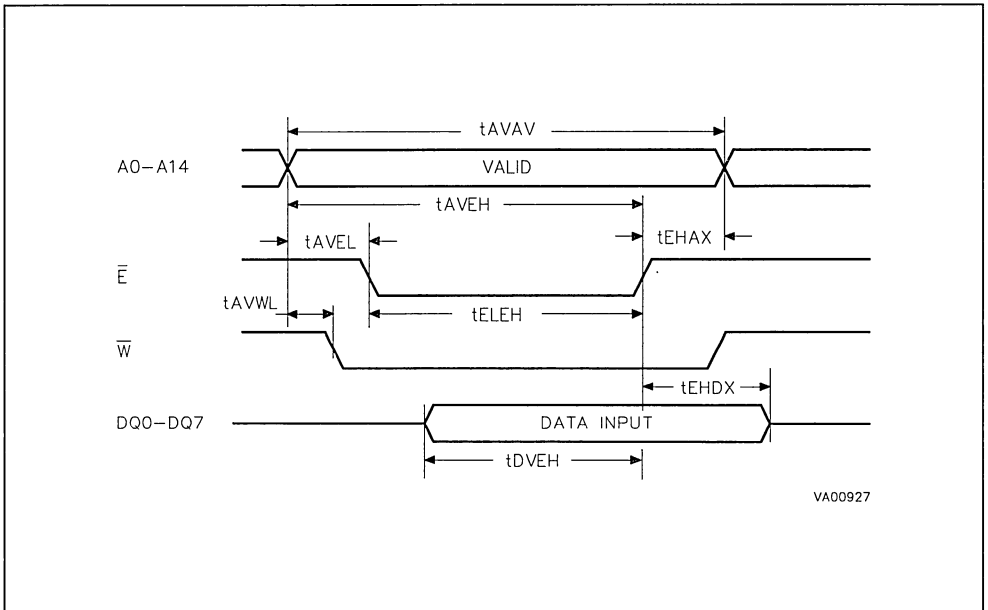 tAVAV
A0-A14
VALID
tAVEH
tAVEL
tEHAX
E̅
tAVWL
tELEH
W̅
tEHDX
DQ0-DQ7
DATA INPUT
tDVEH
VA00927